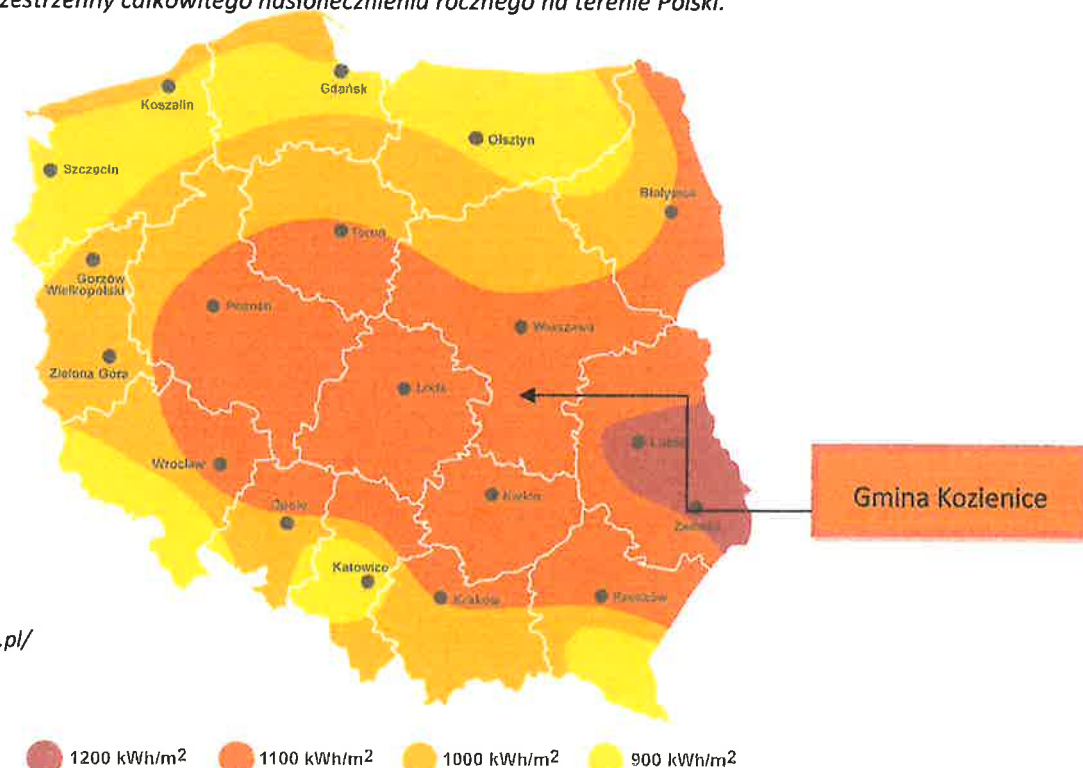 zestrzenny całkowitego nasłonecznienia rocznego na terenie Polski.
Gdańsk
Koszalin
Olsztyn
Szczecin
Białystok
Toruń
Gorzów
Wielkopolski
Poznań
Warszawa
Zielona Góra
Łódź
Lublin
Wrocław
Kielce
Gmina Kozienice
Opole
Zamość
Katowice
Kraków
Rzeszów
.pl/
1200 kWh/m2
1100 kWh/m2
1000 kWh/m2
900 kWh/m2